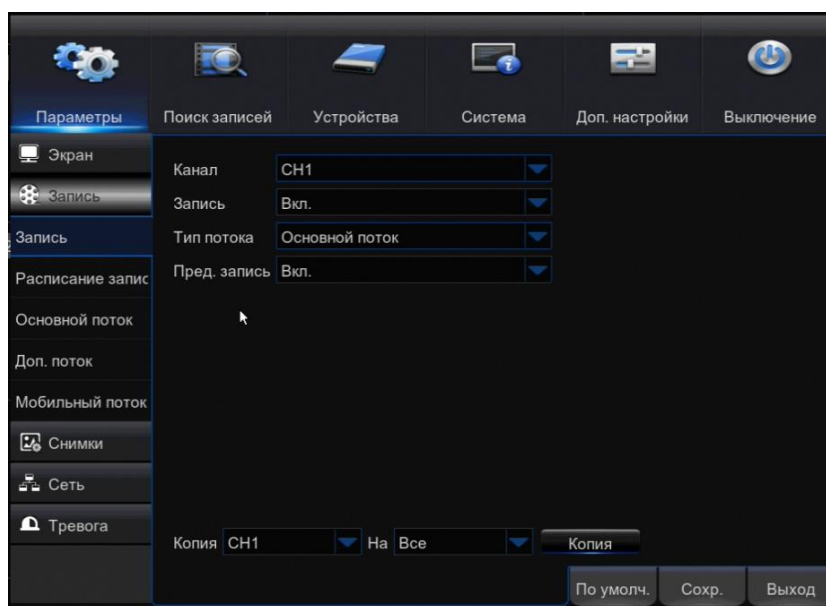 Параметры Поиск записей Устройства Система Доп. настройки Выключение
Экран
Запись
Запись
Расписание запис
Основной поток
Доп. поток
Мобильный поток
Снимки
Сеть
Тревога
Канал CH1
Запись Вкл.
Тип потока Основной поток
Пред. запись Вкл.
Копия CH1 На Все Копия
По умолч. Сохр. Выход